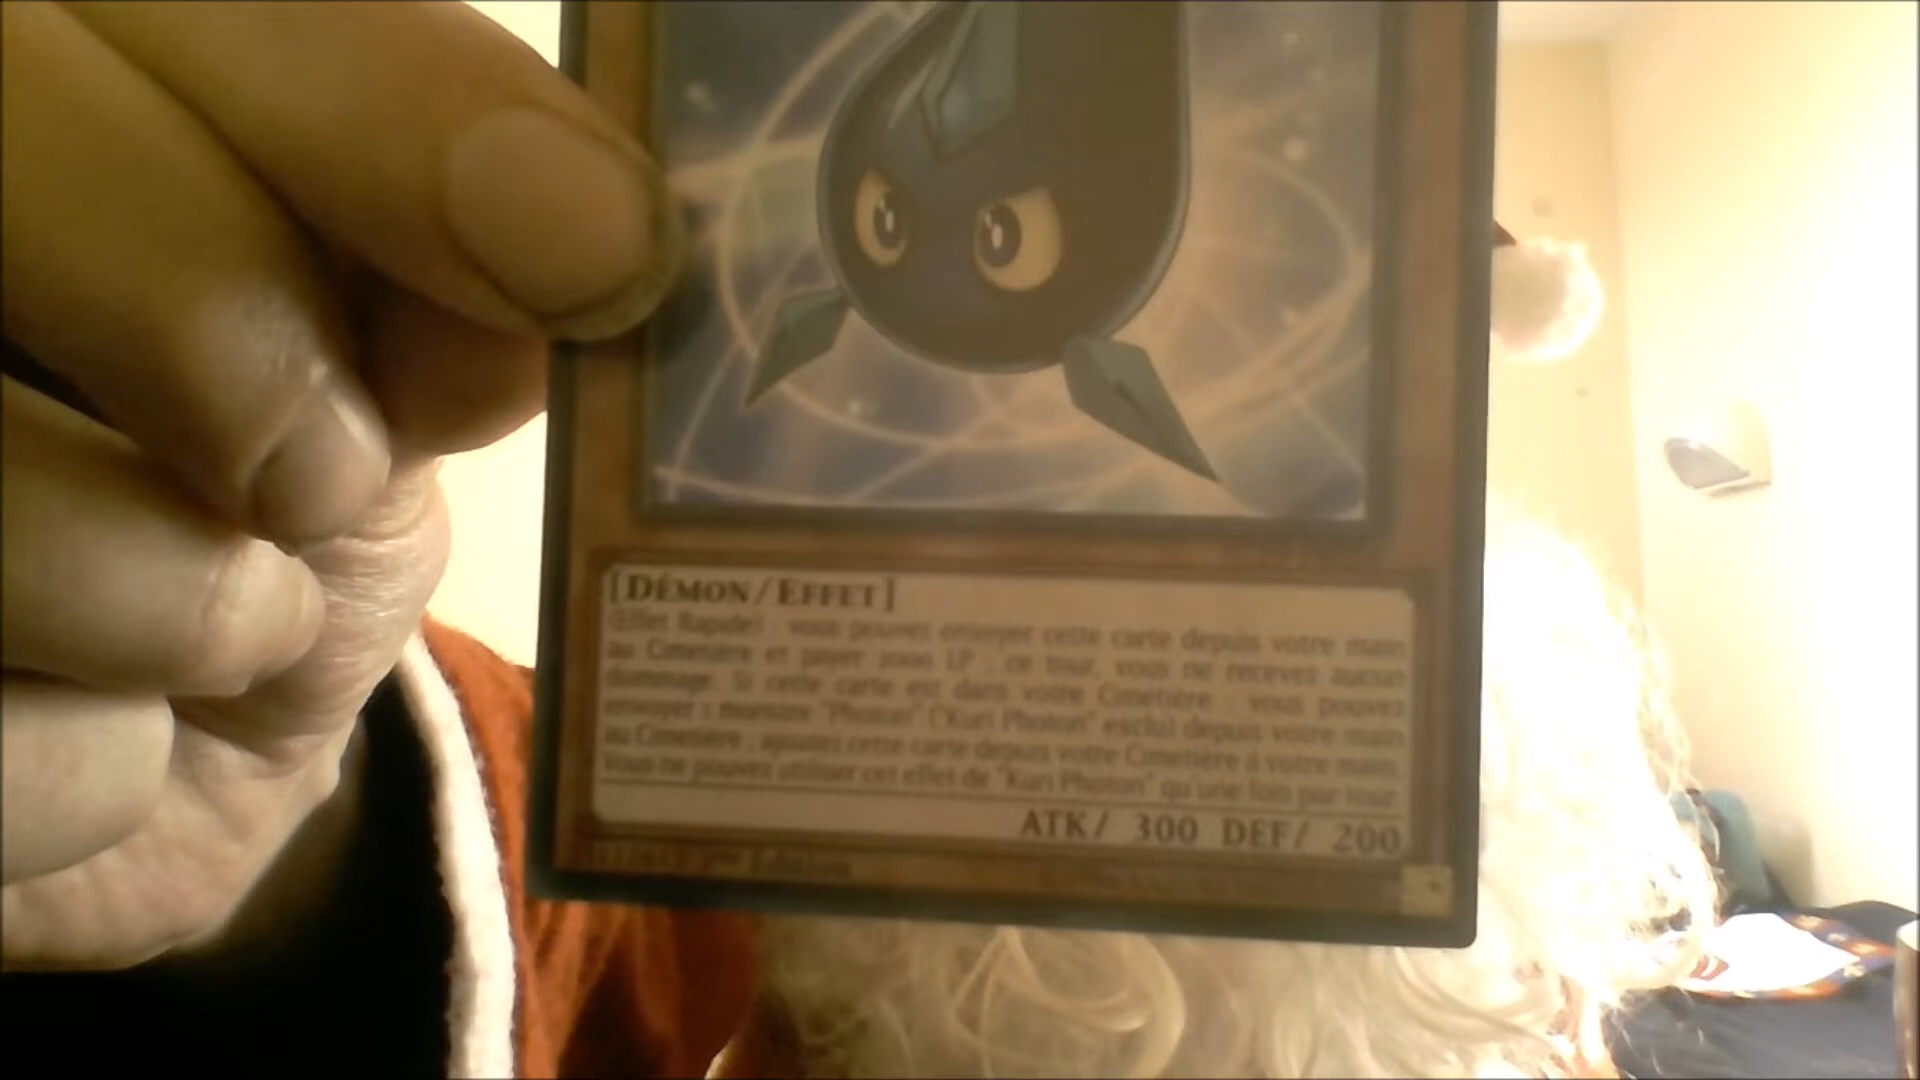 [DÉMON/EFFET]
(Effet Rapide) : vous pouvez envoyer cette carte depuis votre main
au Cimetière et payer 2000 LP ; ce tour, vous ne recevez aucun
dommage. Si cette carte est dans votre Cimetière : vous pouvez
envoyer 1 monstre "Photon" ("Kuri Photon" exclu) depuis votre main
au Cimetière ; ajoutez cette carte depuis votre Cimetière à votre main.
Vous ne pouvez utiliser cet effet de "Kuri Photon" qu'une fois par tour.
ATK/ 300 DEF/ 200
Edition